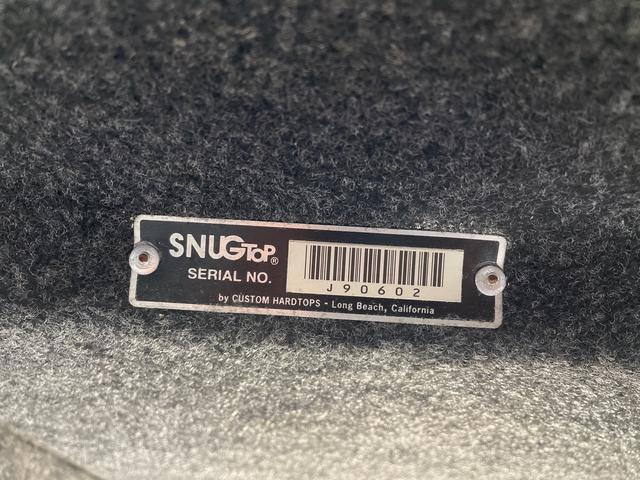 SNUGTOP®
SERIAL NO.
J90602
by CUSTOM HARDTOPS - Long Beach, California